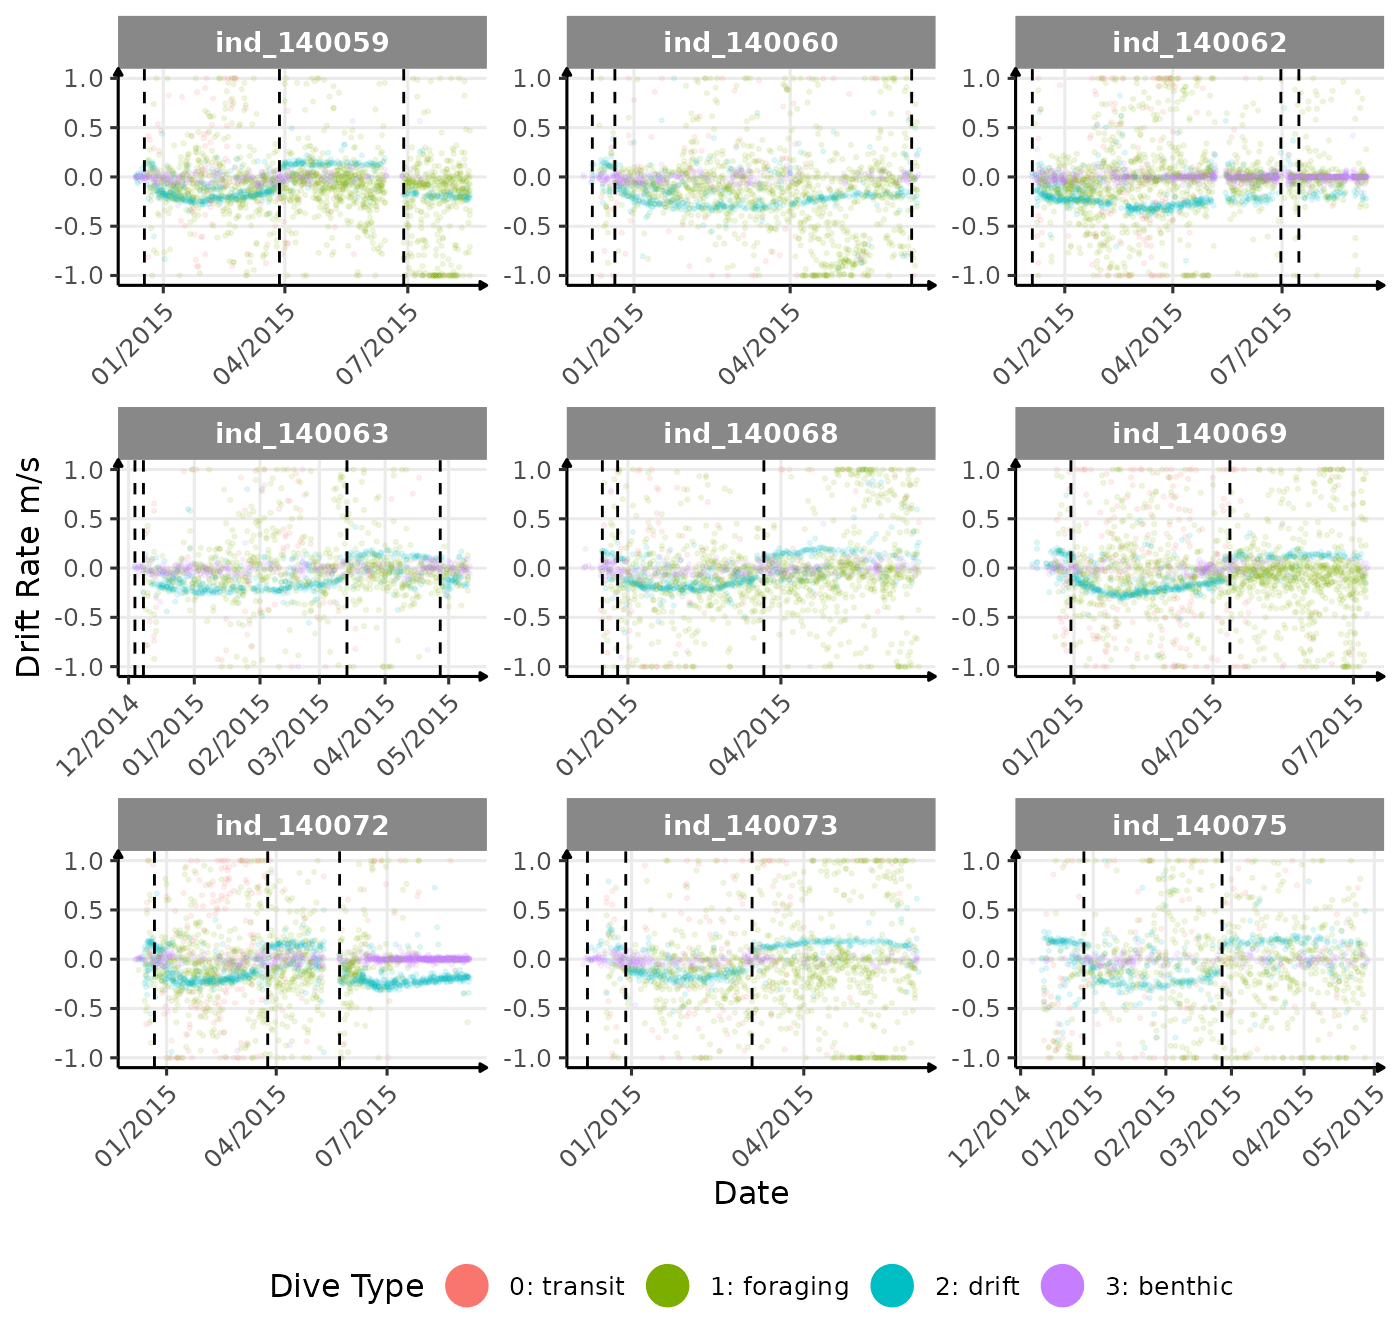 ind_140059 ind_140060 ind_140062
1.0 1.0 1.0
0.5 0.5 0.5
0.0 0.0 0.0
-0.5 -0.5 -0.5
-1.0 -1.0 -1.0
01/2015 04/2015 07/2015 01/2015 04/2015 01/2015 04/2015 07/2015
ind_140063 ind_140068 ind_140069
Drift Rate m/s
1.0 1.0 1.0
0.5 0.5 0.5
0.0 0.0 0.0
-0.5 -0.5 -0.5
-1.0 -1.0 -1.0
12/2014 01/2015 02/2015 03/2015 04/2015 05/2015 01/2015 04/2015 01/2015 04/2015 07/2015
ind_140072 ind_140073 ind_140075
1.0 1.0 1.0
0.5 0.5 0.5
0.0 0.0 0.0
-0.5 -0.5 -0.5
-1.0 -1.0 -1.0
01/2015 04/2015 07/2015 01/2015 04/2015 12/2014 01/2015 02/2015 03/2015 04/2015 05/2015
Date
Dive Type 0: transit 1: foraging 2: drift 3: benthic